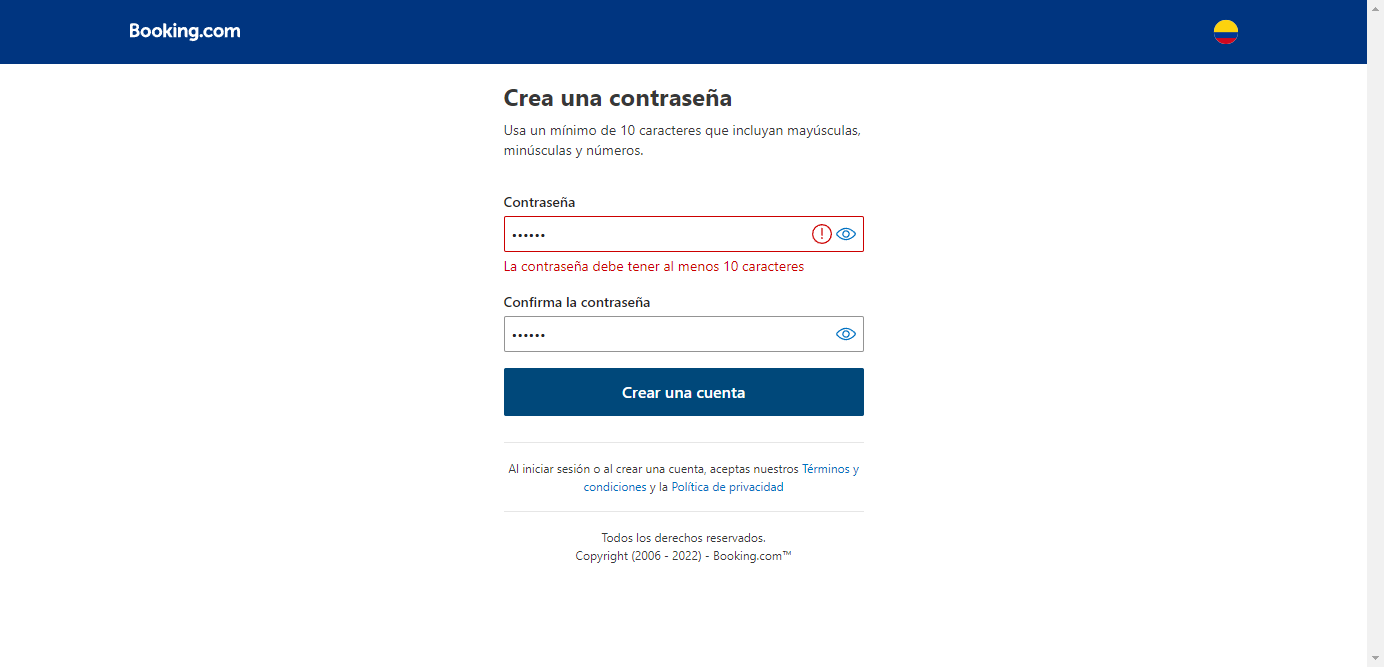 Booking.com
Crea una contraseña
Usa un mínimo de 10 caracteres que incluyan mayúsculas,
minúsculas y números.
Contraseña
••••••
La contraseña debe tener al menos 10 caracteres
Confirma la contraseña
••••••
Crear una cuenta
Al iniciar sesión o al crear una cuenta, aceptas nuestros Términos y
condiciones y la Política de privacidad
Todos los derechos reservados.
Copyright (2006 - 2022) - Booking.com™